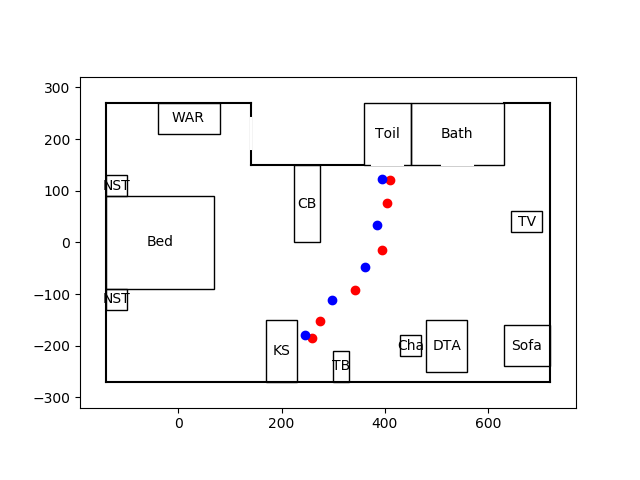 300
200
100
0
−100
−200
−300
WAR
Toil
Bath
NST
CB
TV
Bed
NST
KS
TB
Cha
DTA
Sofa
0
200
400
600